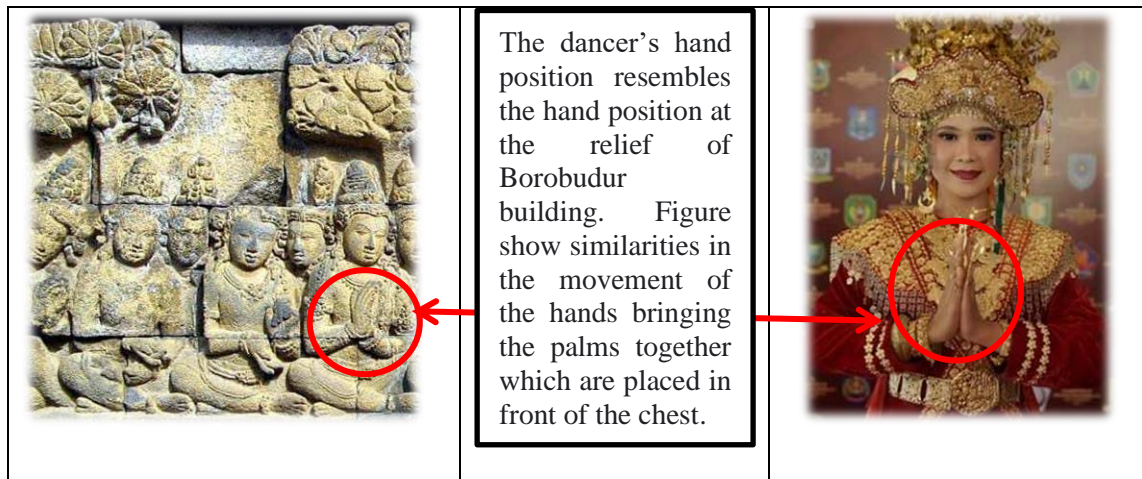 The dancer’s hand
position resembles
the hand position at
the relief of
Borobudur
building. Figure
show similarities in
the movement of
the hands bringing
the palms together
which are placed in
front of the chest.